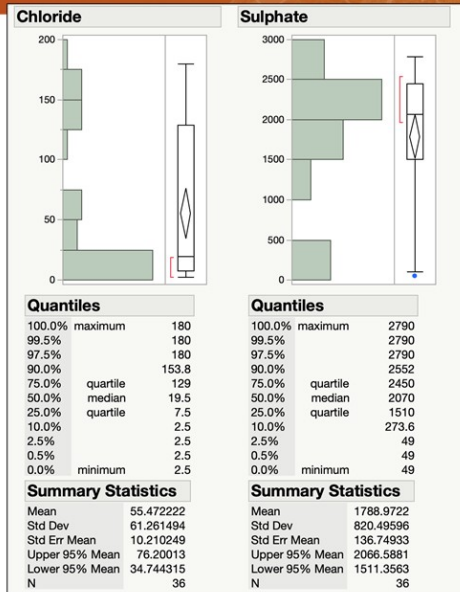 Chloride
200
150
100
50
0
Quantiles
100.0% maximum 180
99.5% 180
97.5% 180
90.0% 153.8
75.0% quartile 129
50.0% median 19.5
25.0% quartile 7.5
10.0% 2.5
2.5% 2.5
0.5% 2.5
0.0% minimum 2.5
Summary Statistics
Mean 55.472222
Std Dev 61.261494
Std Err Mean 10.210249
Upper 95% Mean 76.20013
Lower 95% Mean 34.744315
N 36
Sulphate
3000
2500
2000
1500
1000
500
0
Quantiles
100.0% maximum 2790
99.5% 2790
97.5% 2790
90.0% 2552
75.0% quartile 2450
50.0% median 2070
25.0% quartile 1510
10.0% 273.6
2.5% 49
0.5% 49
0.0% minimum 49
Summary Statistics
Mean 1788.9722
Std Dev 820.49596
Std Err Mean 136.74933
Upper 95% Mean 2066.5881
Lower 95% Mean 1511.3563
N 36